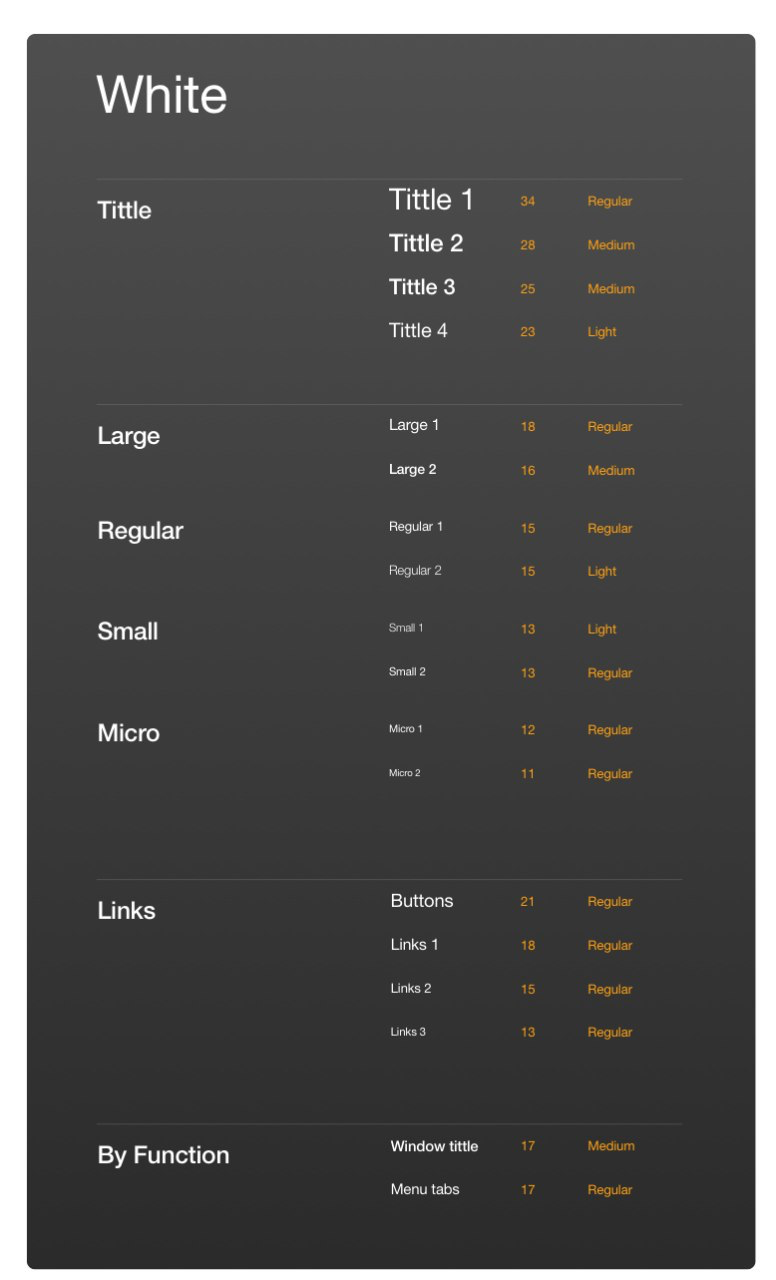 White
Tittle Tittle 1 34 Regular
Tittle 2 28 Medium
Tittle 3 25 Medium
Tittle 4 23 Light
Large Large 1 18 Regular
Large 2 16 Medium
Regular Regular 1 15 Regular
Regular 2 15 Light
Small Small 1 13 Light
Small 2 13 Regular
Micro Micro 1 12 Regular
Micro 2 11 Regular
Links Buttons 21 Regular
Links 1 18 Regular
Links 2 15 Regular
Links 3 13 Regular
By Function Window tittle 17 Medium
Menu tabs 17 Regular